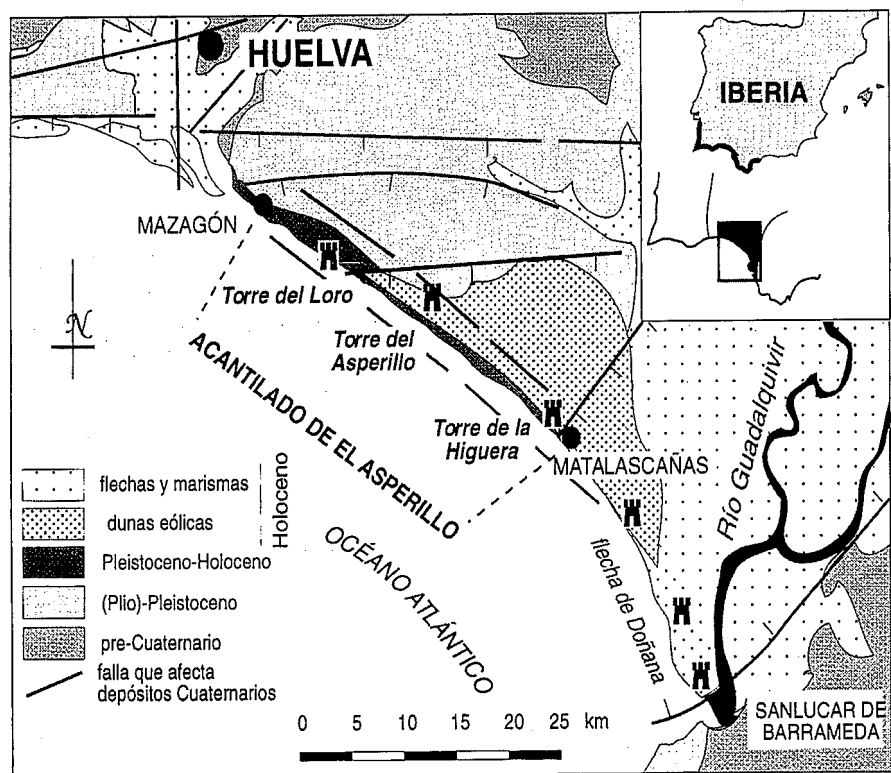 HUELVA
IBERIA
MAZAGÓN
Torre del Loro
Torre del
Asperillo
N
ACANTILADO DE EL ASPERILLO
Torre de la
Higuera
MATALASCAÑAS
Río Guadalquivir
flechas y marismas
dunas eólicas
Holoceno
Pleistoceno-Holoceno
(Plio)-Pleistoceno
pre-Cuaternario
falla que afecta
depósitos Cuaternarios
OCÉANO ATLÁNTICO
flecha de Doñana
SANLUCAR DE
BARRAMEDA
0 5 10 15 20 25 km